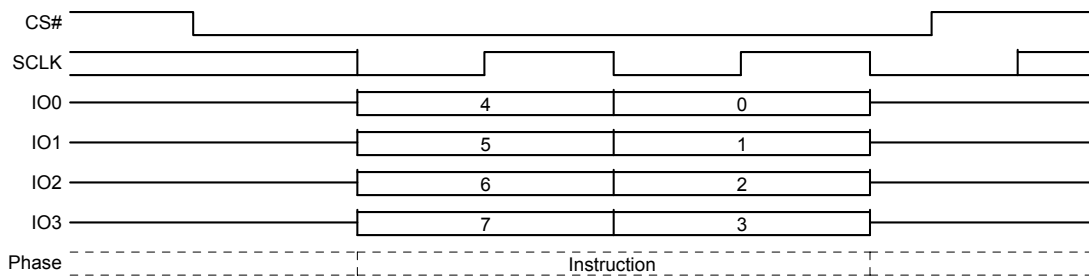 CS#
SCLK
IO0 4 0
IO1 5 1
IO2 6 2
IO3 7 3
Phase Instruction